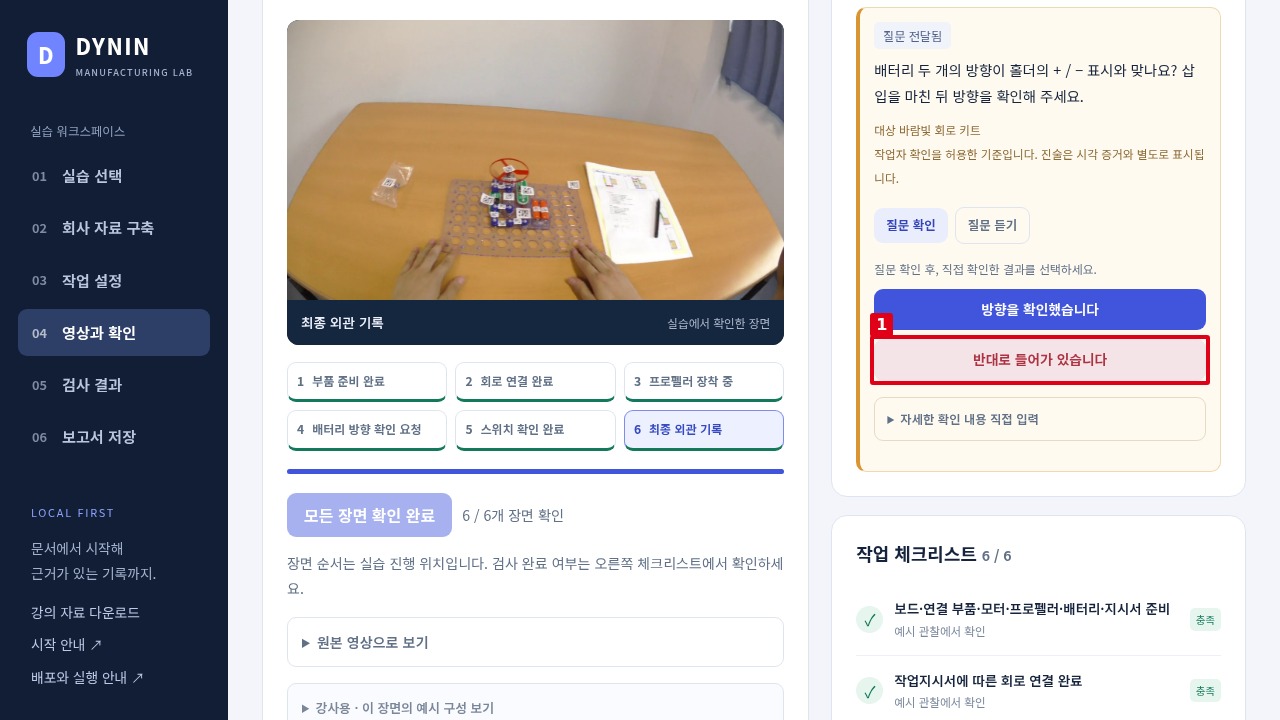 D
DYNIN
MANUFACTURING LAB
실습 워크스페이스
01 실습 선택
02 회사 자료 구축
03 작업 설정
04 영상과 확인
05 검사 결과
06 보고서 저장
LOCAL FIRST
문서에서 시작해
근거가 있는 기록까지.
강의 자료 다운로드
시작 안내 ↗
배포와 실행 안내 ↗
최종 외관 기록
실습에서 확인한 장면
1 부품 준비 완료
2 회로 연결 완료
3 프로펠러 장착 중
4 배터리 방향 확인 요청
5 스위치 확인 완료
6 최종 외관 기록
모든 장면 확인 완료
6 / 6개 장면 확인
장면 순서는 실습 진행 위치입니다. 검사 완료 여부는 오른쪽 체크리스트에서 확인하세
요.
▶ 원본 영상으로 보기
▶ 강사용 · 이 장면의 예시 구성 보기
질문 전달됨
배터리 두 개의 방향이 홀더의 + / − 표시와 맞나요? 삽
입을 마친 뒤 방향을 확인해 주세요.
대상 바람빛 회로 키트
작업자 확인을 허용한 기준입니다. 진술은 시각 증거와 별도로 표시됩
니다.
질문 확인
질문 듣기
질문 확인 후, 직접 확인한 결과를 선택하세요.
방향을 확인했습니다
1
반대로 들어가 있습니다
▶ 자세한 확인 내용 직접 입력
작업 체크리스트 6 / 6
✓ 보드·연결 부품·모터·프로펠러·배터리·지시서 준비
예시 관찰에서 확인
충족
✓ 작업지시서에 따른 회로 연결 완료
예시 관찰에서 확인
충족